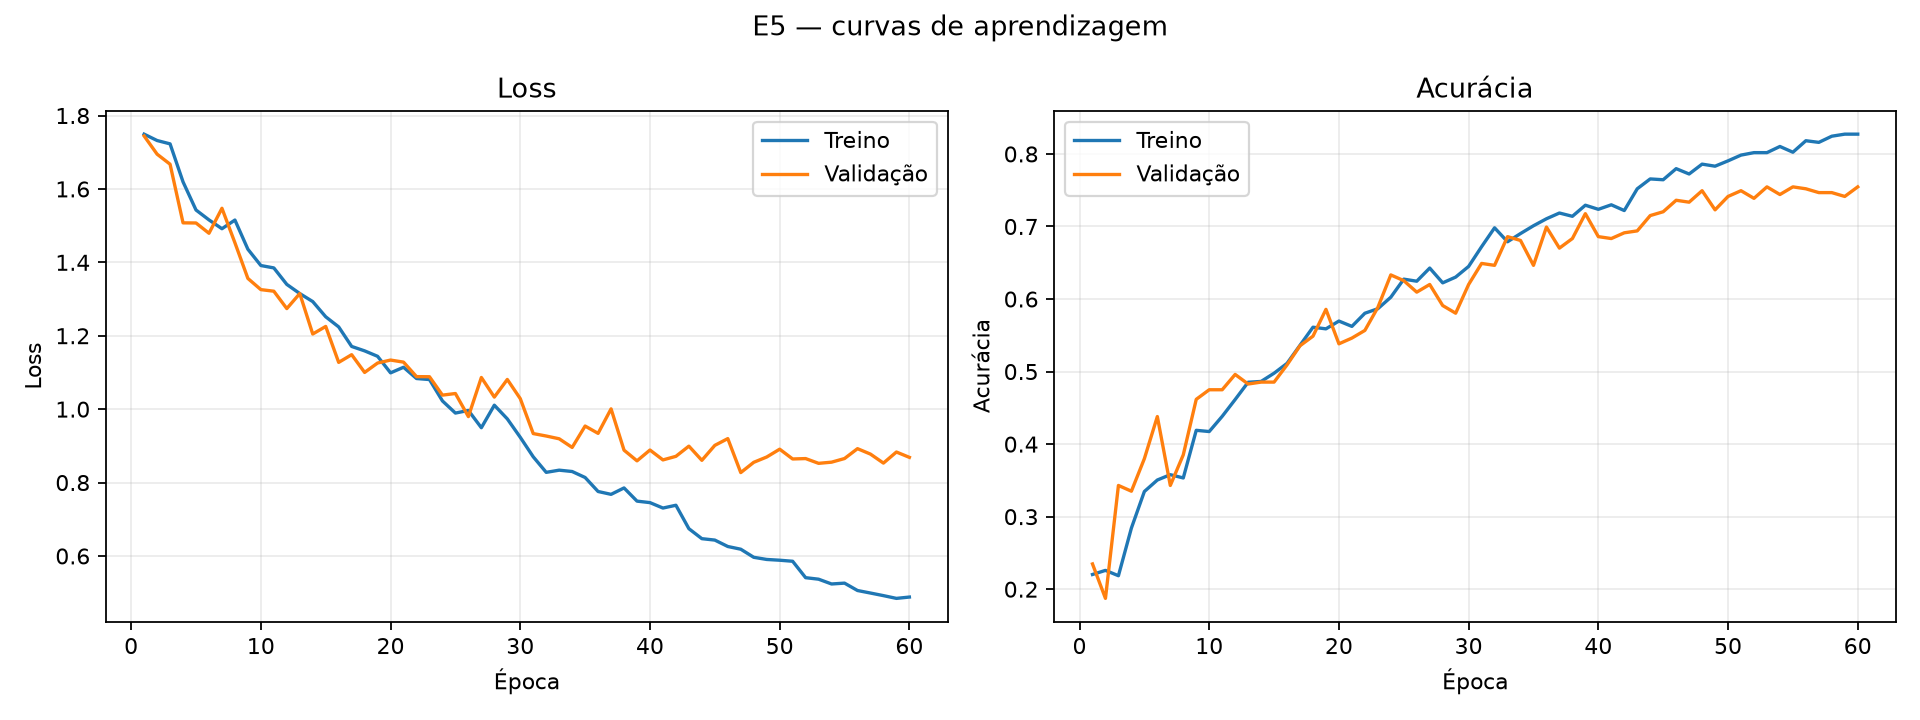 E5 — curvas de aprendizagem
Loss
1.8
1.6
1.4
1.2
1.0
0.8
0.6
Loss
0
10
20
30
40
50
60
Época
Treino
Validação
Acurácia
0.8
0.7
0.6
0.5
0.4
0.3
0.2
Acurácia
0
10
20
30
40
50
60
Época
Treino
Validação